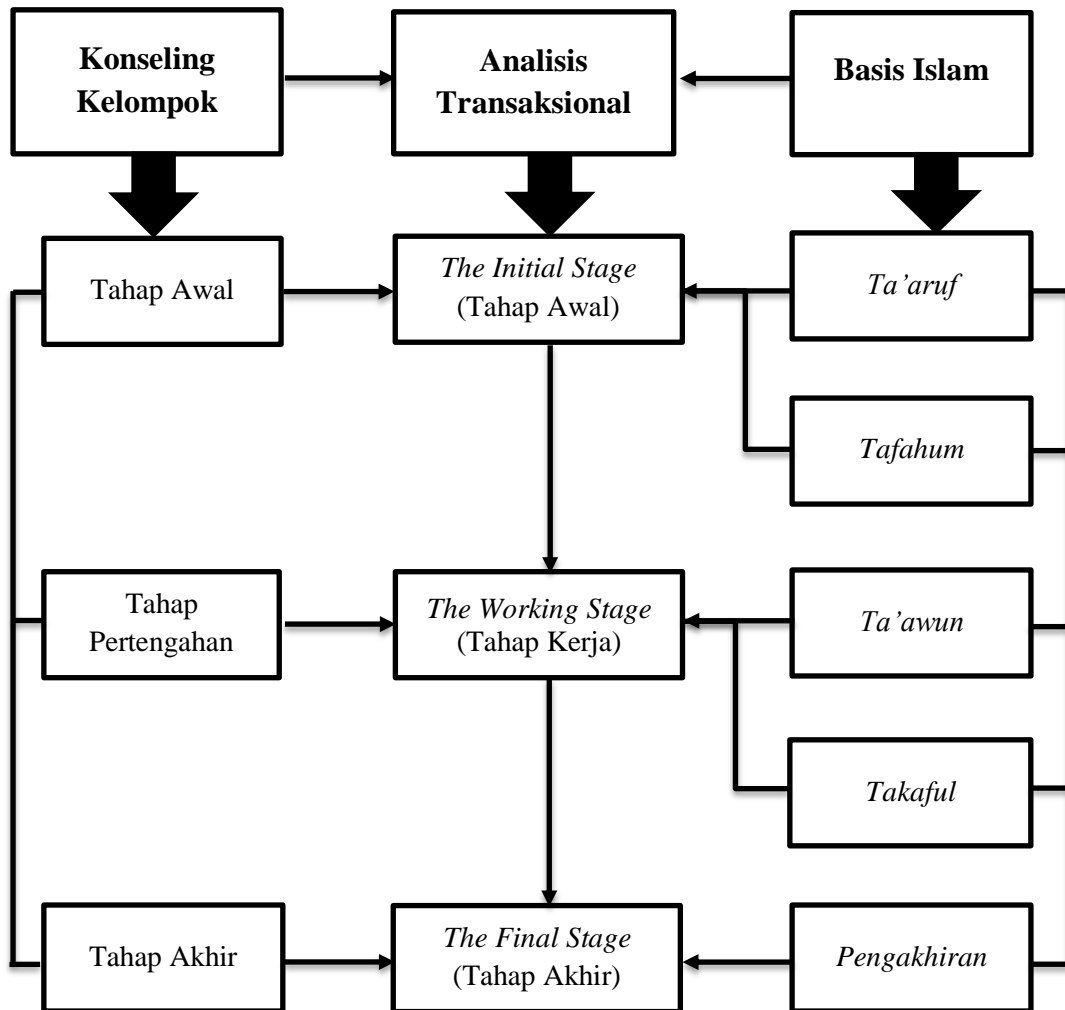 Konseling
Kelompok
Analisis
Transaksional
Basis Islam
Tahap Awal
The Initial Stage
(Tahap Awal)
Ta’aruf
Tafahum
Tahap
Pertengahan
The Working Stage
(Tahap Kerja)
Ta’awun
Takaful
Tahap Akhir
The Final Stage
(Tahap Akhir)
Pengakhiran